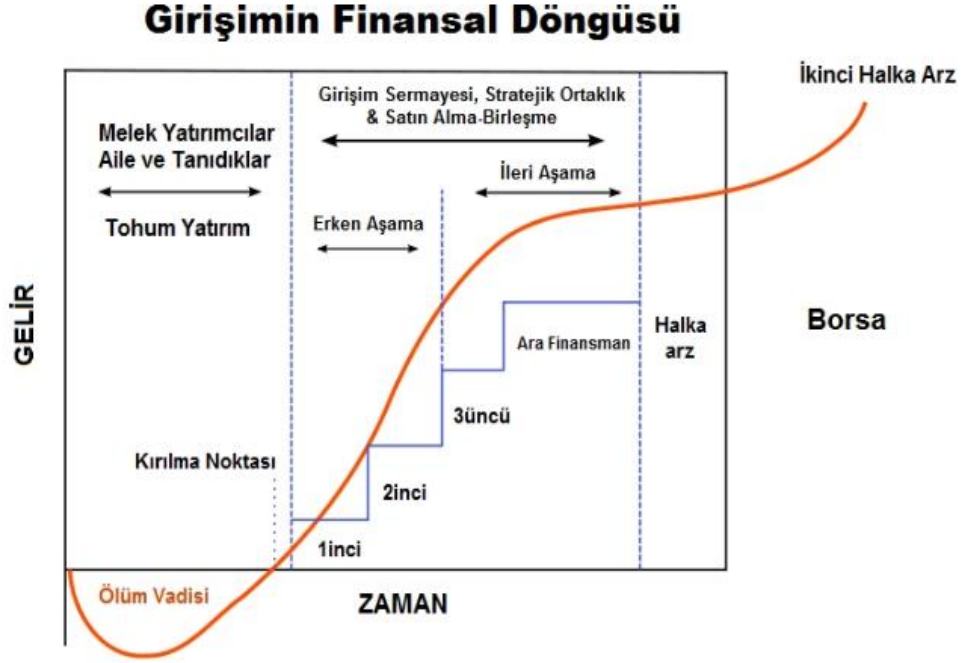 Girişimin Finansal Döngüsü
İkinci Halka Arz
Girişim Sermayesi, Stratejik Ortaklık
& Satın Alma-Birleşme
Melek Yatırımcılar
Aile ve Tanıdıklar
İleri Aşama
Tohum Yatırım
Erken Aşama
GELİR
Borsa
Halka
arz
Ara Finansman
3üncü
Kırılma Noktası
2inci
1inci
Ölüm Vadisi
ZAMAN